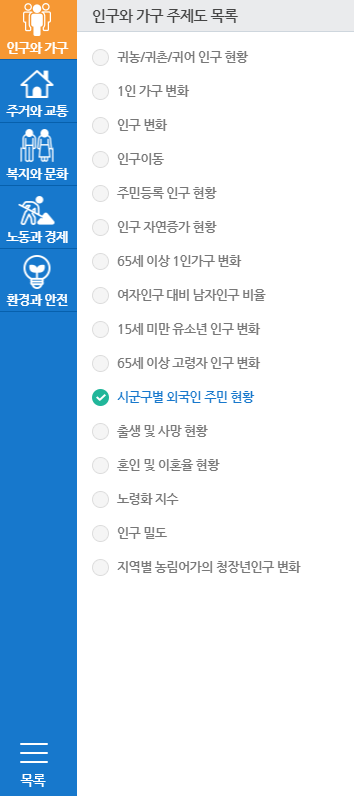 인구와 가구
주거와 교통
복지와 문화
노동과 경제
환경과 안전
목록
인구와 가구 주제도 목록
귀농/귀촌/귀어 인구 현황
1인 가구 변화
인구 변화
인구이동
주민등록 인구 현황
인구 자연증가 현황
65세 이상 1인가구 변화
여자인구 대비 남자인구 비율
15세 미만 유소년 인구 변화
65세 이상 고령자 인구 변화
시군구별 외국인 주민 현황
출생 및 사망 현황
혼인 및 이혼율 현황
노령화 지수
인구 밀도
지역별 농림어가의 청장년인구 변화